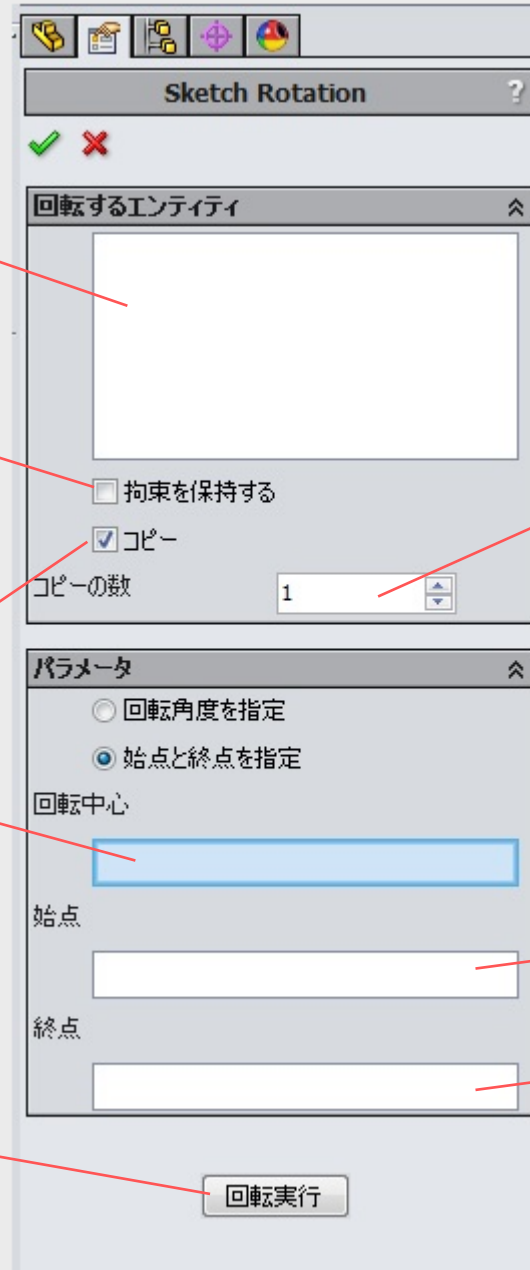 Sketch Rotation ?
回転するエンティティ
拘束を保持する
コピー
コピーの数
1
パラメータ
回転角度を指定
始点と終点を指定
回転中心
始点
終点
回転実行